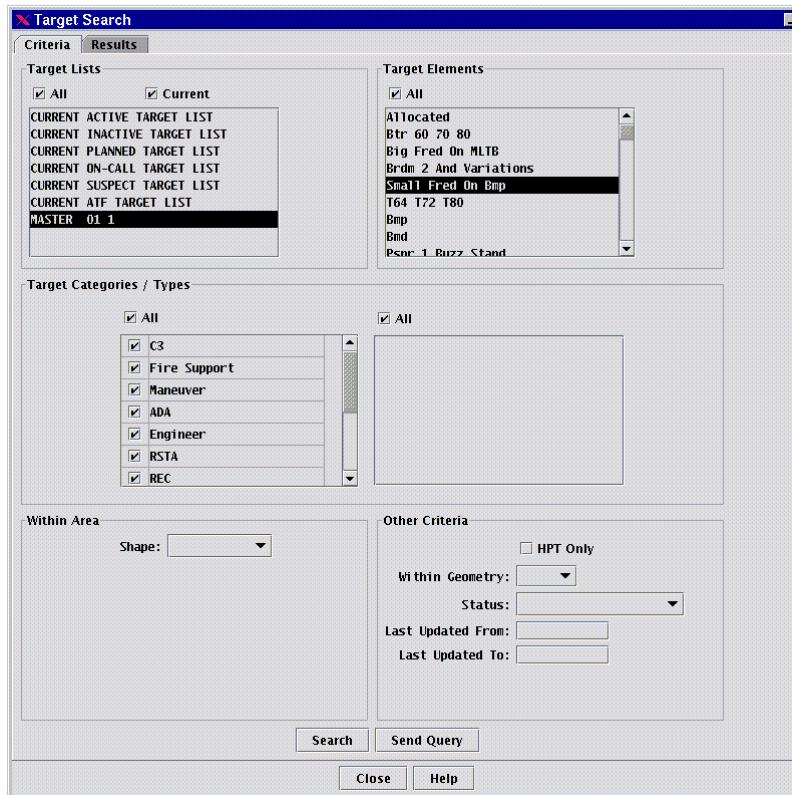 Target Search
Criteria Results
Target Lists
All Current
CURRENT ACTIVE TARGET LIST
CURRENT INACTIVE TARGET LIST
CURRENT PLANNED TARGET LIST
CURRENT ON-CALL TARGET LIST
CURRENT SUSPECT TARGET LIST
CURRENT ATF TARGET LIST
MASTER 01 1
Target Elements
All
Allocated
Btr 60 70 80
Big Fred On MLTB
Brdm 2 And Variations
Small Fred On Bmp
T64 T72 T80
Bmp
Bmd
Psnr 1 Buzz Stand
Target Categories / Types
All
C3
Fire Support
Maneuver
ADA
Engineer
RSTA
REC
All
Within Area
Shape:
Other Criteria
HPT Only
Within Geometry:
Status:
Last Updated From:
Last Updated To:
Search Send Query
Close Help